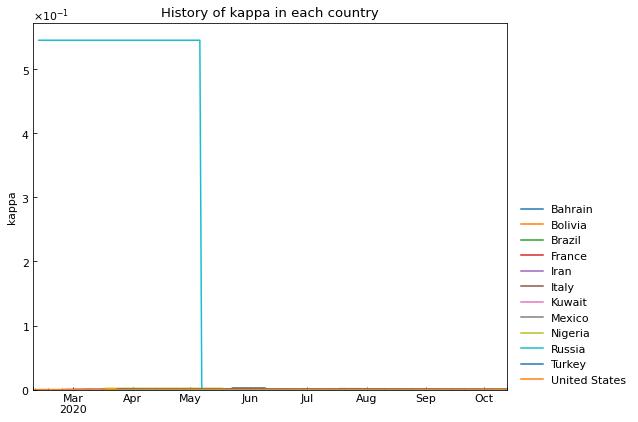 History of kappa in each country
×10⁻¹
5
4
3
2
1
0
kappa
Mar Apr May Jun Jul Aug Sep Oct
2020
Bahrain
Bolivia
Brazil
France
Iran
Italy
Kuwait
Mexico
Nigeria
Russia
Turkey
United States